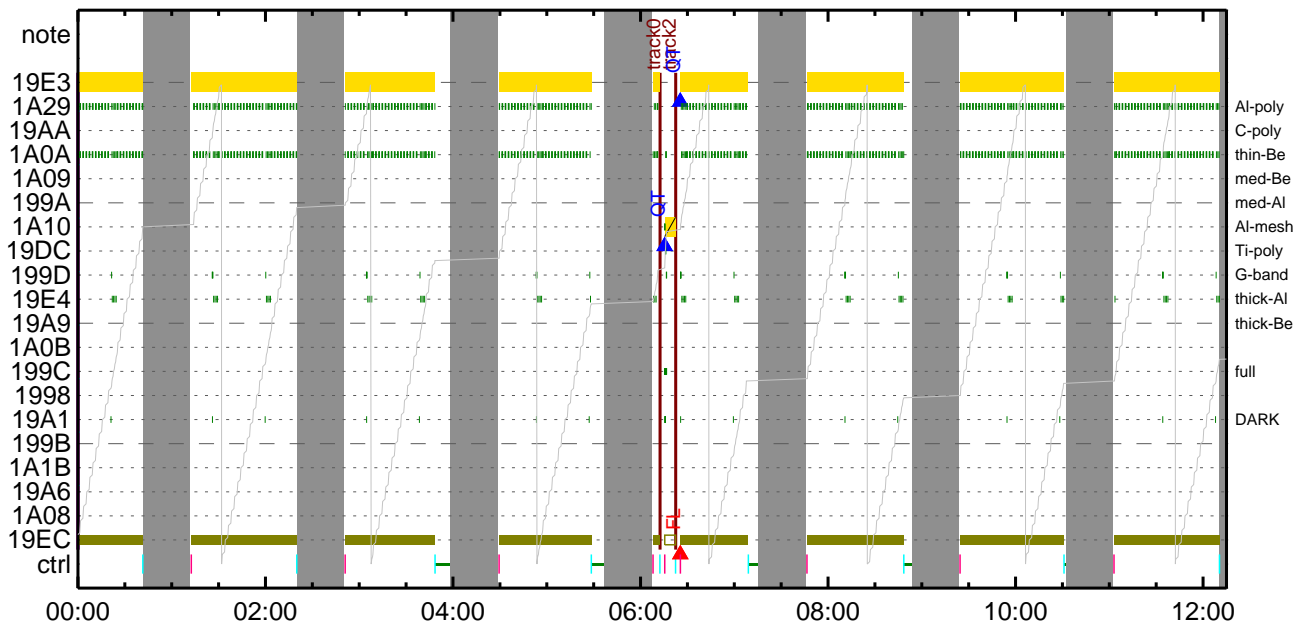 track0
track2
QT
note
19E3
1A29 Al-poly
19AA C-poly
1A0A thin-Be
1A09 med-Be
199A med-Al
QT
1A10 Al-mesh
19DC Ti-poly
199D G-band
19E4 thick-Al
19A9 thick-Be
1A0B
199C full
1998
19A1 DARK
199B
1A1B
19A6
1A08
FL
19EC
ctrl
00:00 02:00 04:00 06:00 08:00 10:00 12:00